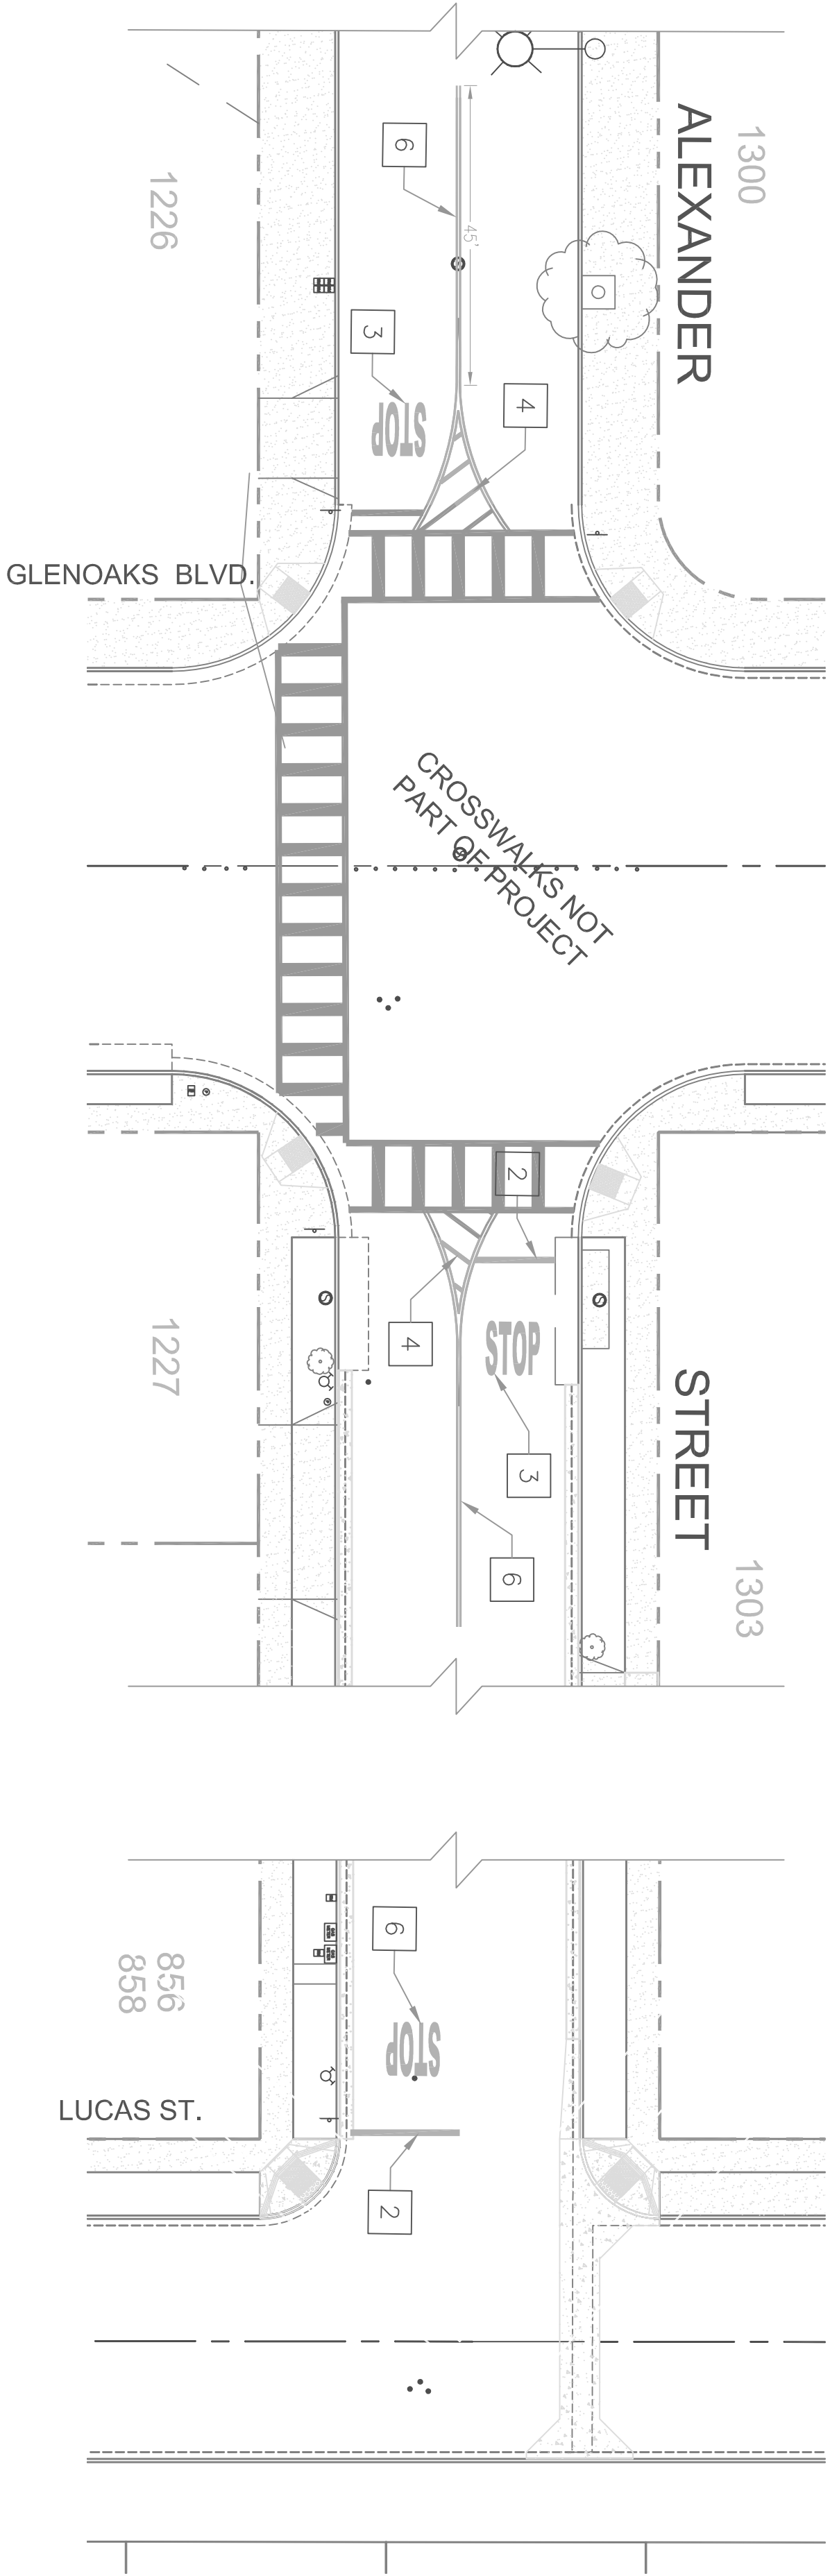 ALEXANDER
1300
1226
6
45'
3
STOP
4
GLENOAKS BLVD.
CROSSWALKS NOT
PART OF PROJECT
2
4
STOP
3
6
1227
STREET
1303
856
858
6
STOP
LUCAS ST.
2